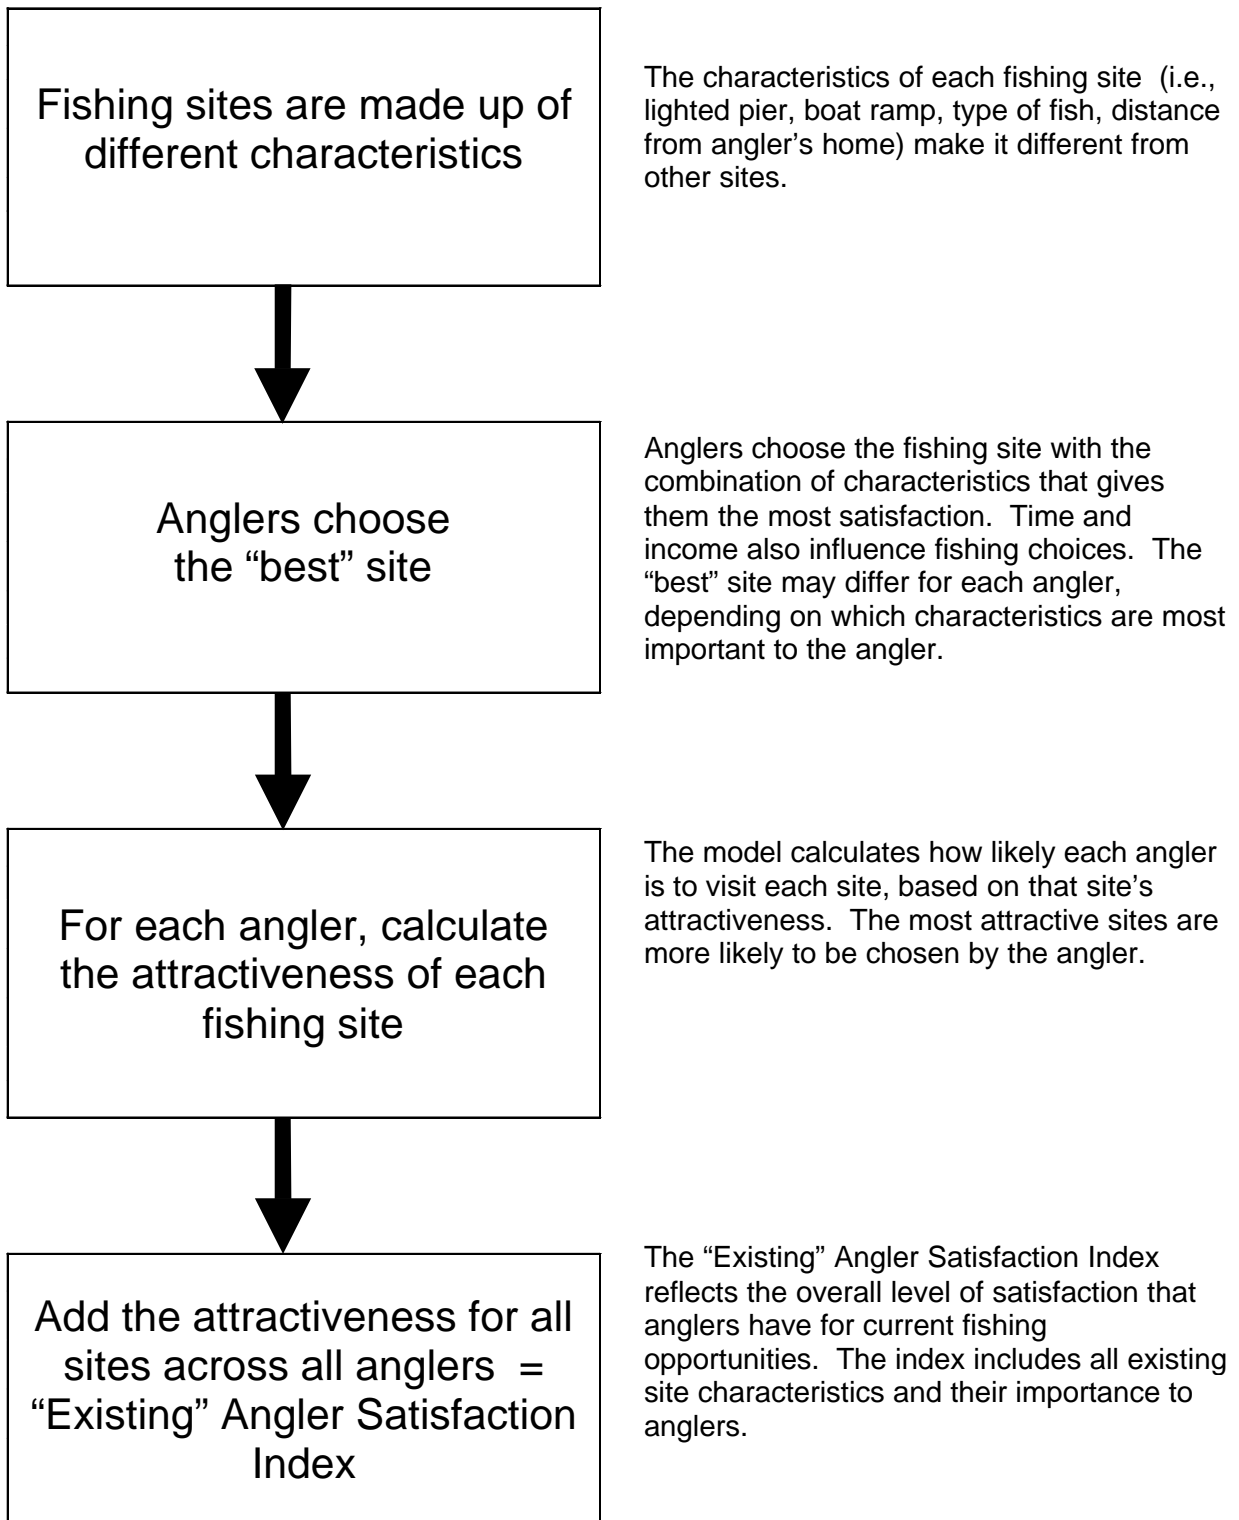 Fishing sites are made up of
different characteristics
The characteristics of each fishing site  (i.e.,
lighted pier, boat ramp, type of fish, distance
from angler's home) make it different from
other sites.
Anglers choose
the “best” site
Anglers choose the fishing site with the
combination of characteristics that gives
them the most satisfaction.  Time and
income also influence fishing choices.  The
“best” site may differ for each angler,
depending on which characteristics are most
important to the angler.
For each angler, calculate
the attractiveness of each
fishing site
The model calculates how likely each angler
is to visit each site, based on that site's
attractiveness.  The most attractive sites are
more likely to be chosen by the angler.
Add the attractiveness for all
sites across all anglers  =
“Existing” Angler Satisfaction
Index
The “Existing” Angler Satisfaction Index
reflects the overall level of satisfaction that
anglers have for current fishing
opportunities.  The index includes all existing
site characteristics and their importance to
anglers.